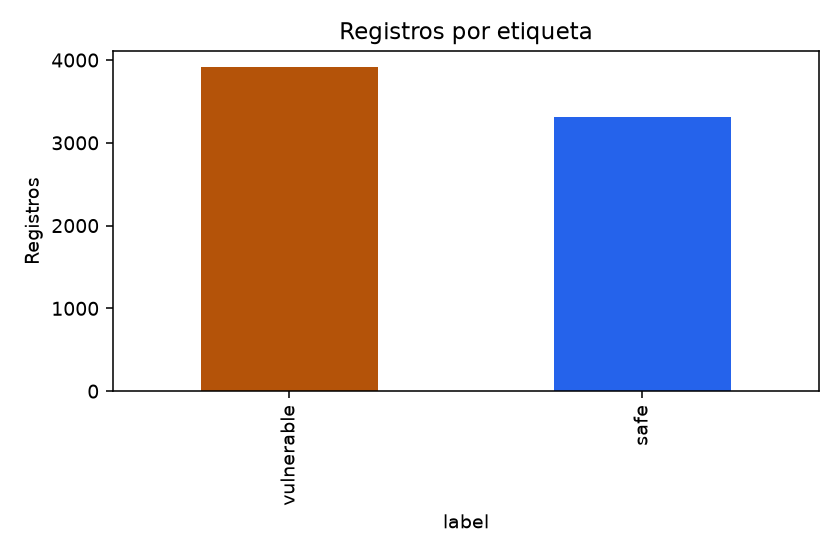 Registros por etiqueta
Registros
4000
3000
2000
1000
0
vulnerable
safe
label